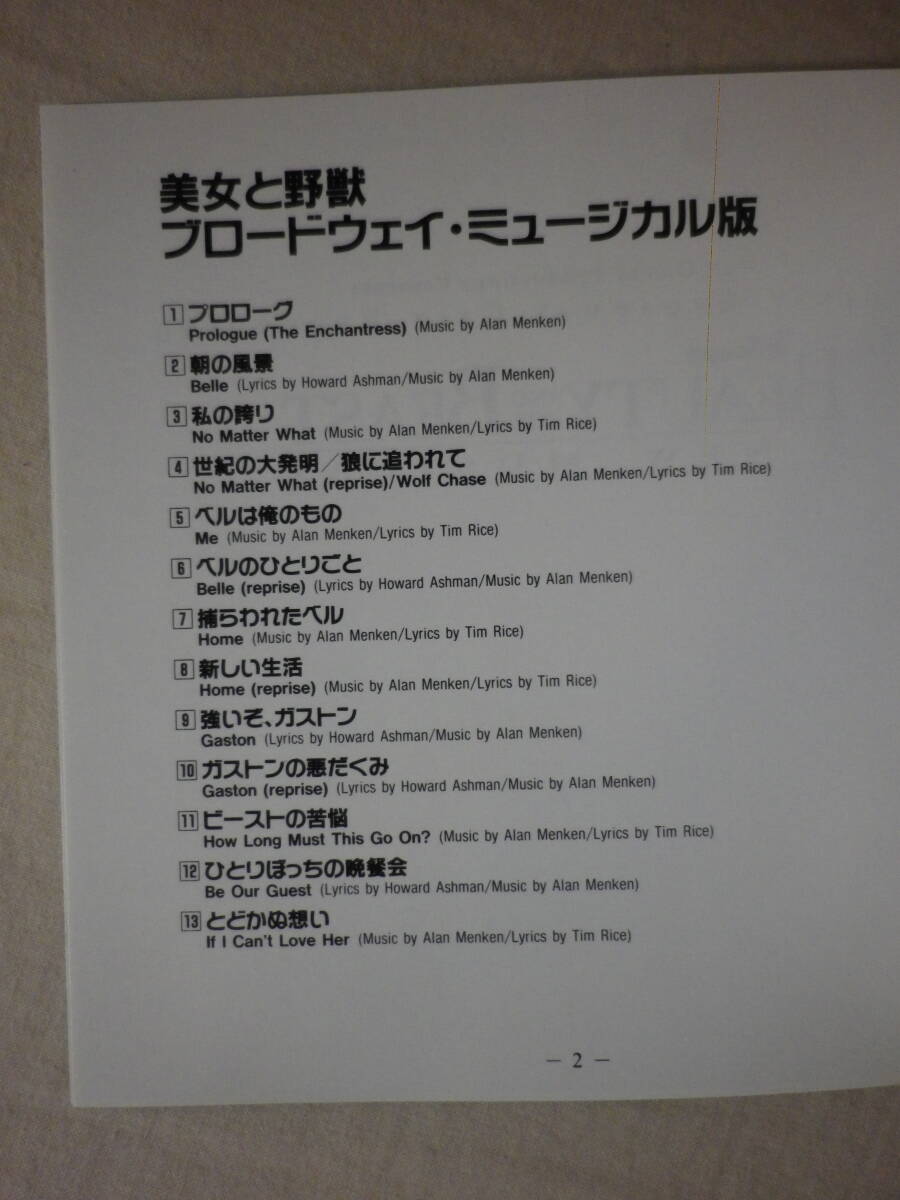 美女と野獣
ブロードウェイ・ミュージカル版
1 プロローグ
Prologue (The Enchantress) (Music by Alan Menken)
2 朝の風景
Belle (Lyrics by Howard Ashman/Music by Alan Menken)
3 私の誇り
No Matter What (Music by Alan Menken/Lyrics by Tim Rice)
4 世紀の大発明／狼に追われて
No Matter What (reprise)/Wolf Chase (Music by Alan Menken/Lyrics by Tim Rice)
5 ベルは俺のもの
Me (Music by Alan Menken/Lyrics by Tim Rice)
6 ベルのひとりごと
Belle (reprise) (Lyrics by Howard Ashman/Music by Alan Menken)
7 捕らわれたベル
Home (Music by Alan Menken/Lyrics by Tim Rice)
8 新しい生活
Home (reprise) (Music by Alan Menken/Lyrics by Tim Rice)
9 強いぞ、ガストン
Gaston (Lyrics by Howard Ashman/Music by Alan Menken)
10 ガストンの悪だくみ
Gaston (reprise) (Lyrics by Howard Ashman/Music by Alan Menken)
11 ビーストの苦悩
How Long Must This Go On? (Music by Alan Menken/Lyrics by Tim Rice)
12 ひとりぼっちの晩餐会
Be Our Guest (Lyrics by Howard Ashman/Music by Alan Menken)
13 とどかぬ想い
If I Can't Love Her (Music by Alan Menken/Lyrics by Tim Rice)
— 2 —